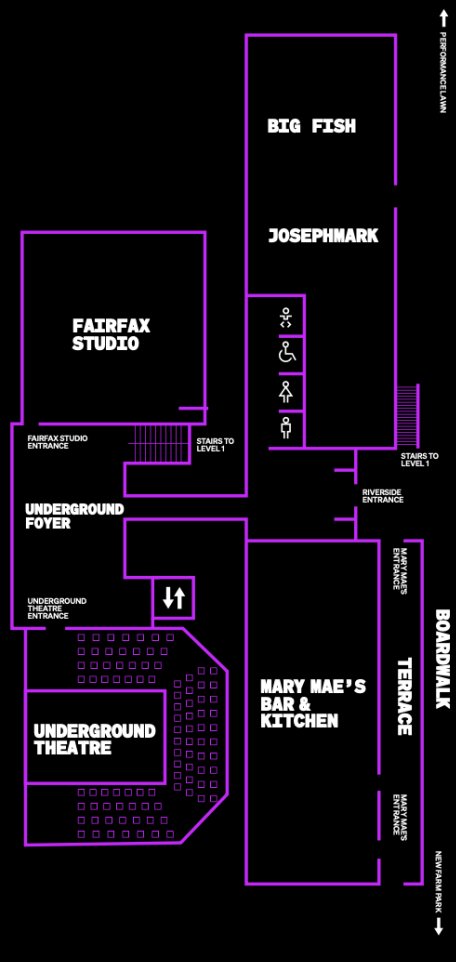 PERFORMANCE LAWN
BIG FISH
JOSEPHMARK
FAIRFAX
STUDIO
FAIRFAX STUDIO
ENTRANCE
STAIRS TO
LEVEL 1
STAIRS TO
LEVEL 1
RIVERSIDE
ENTRANCE
UNDERGROUND
FOYER
MARY MAE'S
ENTRANCE
UNDERGROUND
THEATRE
ENTRANCE
BOARDWALK
TERRACE
MARY MAE'S
BAR &
KITCHEN
UNDERGROUND
THEATRE
MARY MAE'S
ENTRANCE
NEW FARM PARK